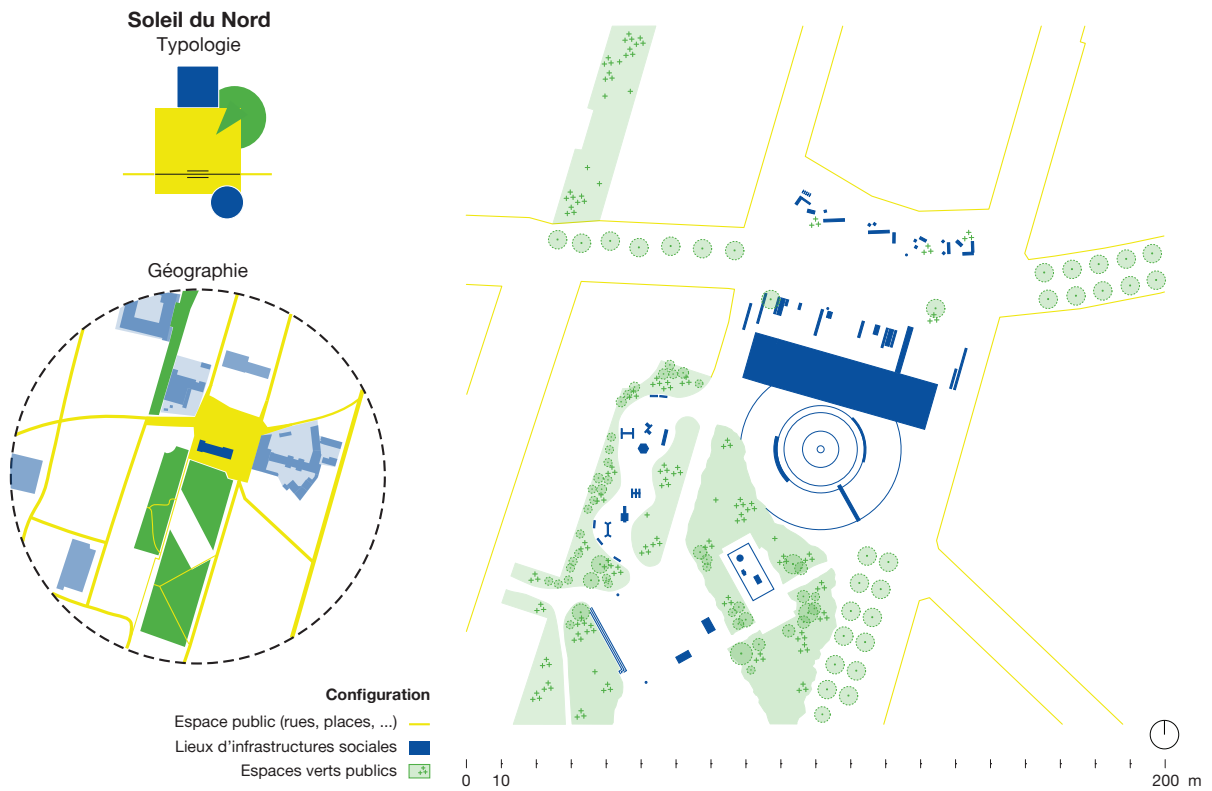 Soleil du Nord
Typologie
Géographie
Configuration
Espace public (rues, places, ...)
Lieux d'infrastructures sociales
Espaces verts publics
0 10 200 m